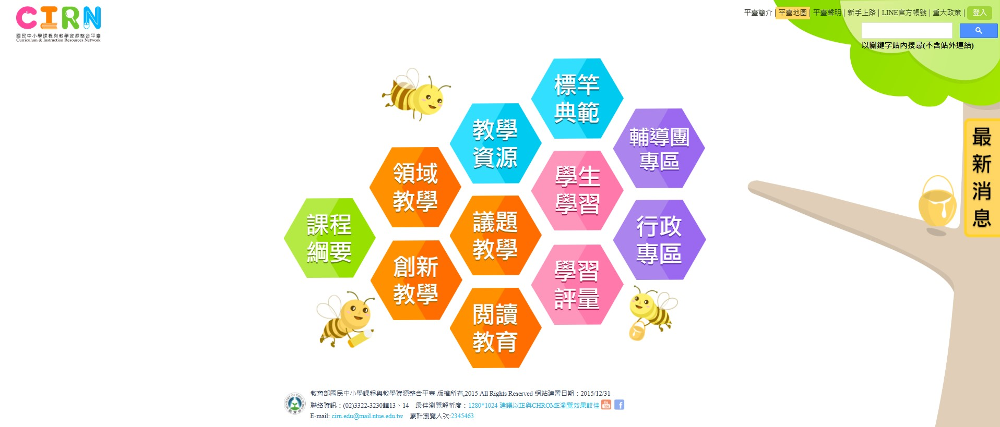 CIRN
國民中小學課程與教學資源整合平臺
Curriculum & Instruction Resources Network
平臺簡介 | 平臺地圖 | 平臺聲明 | 新手上路 | LINE官方帳號 | 重大政策 | 登入
以關鍵字站內搜尋(不含站外連結)
標竿
典範
教學
資源
輔導團
專區
領域
教學
學生
學習
課程
綱要
議題
教學
行政
專區
創新
教學
學習
評量
閱讀
教育
最
新
消
息
教育部國民中小學課程與教學資源整合平臺 版權所有,2015 All Rights Reserved 網站建置日期：2015/12/31
聯絡資訊：(02)3322-3230轉13、14 最佳瀏覽解析度：1280*1024 建議以IE與CHROME瀏覽效果較佳
E-mail: cirn.edu@mail.ntue.edu.tw 累計瀏覽人次:2345463